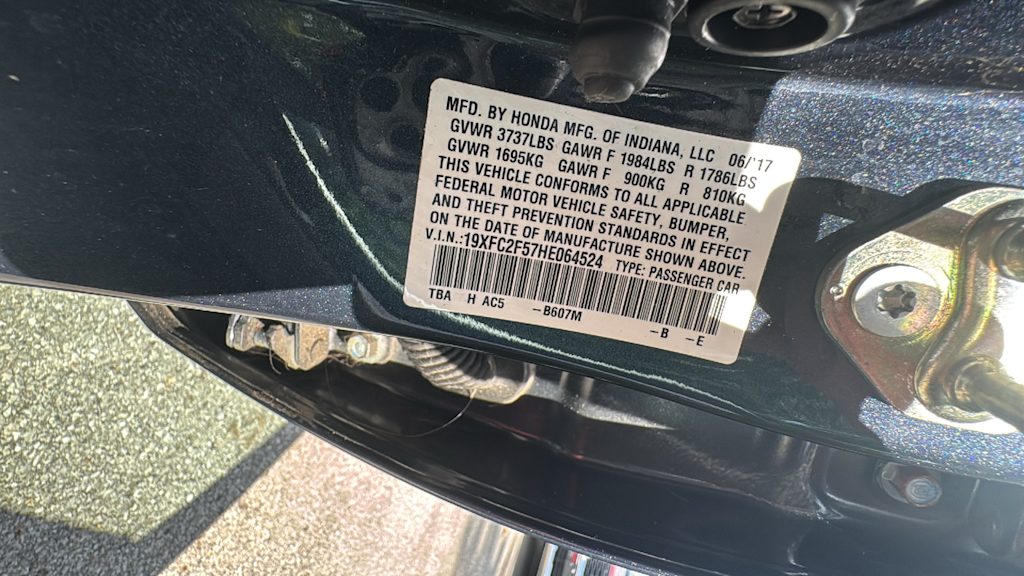 MFD. BY HONDA MFG. OF INDIANA, LLC 06/'17
GVWR 3737LBS GAWR F 1984LBS R 1786LBS
GVWR 1695KG GAWR F 900KG R 810KG
THIS VEHICLE CONFORMS TO ALL APPLICABLE
FEDERAL MOTOR VEHICLE SAFETY, BUMPER,
AND THEFT PREVENTION STANDARDS IN EFFECT
ON THE DATE OF MANUFACTURE SHOWN ABOVE.
V.I.N.:19XFC2F57HE064524 TYPE: PASSENGER CAR
TBA H AC5 –B607M –B –E